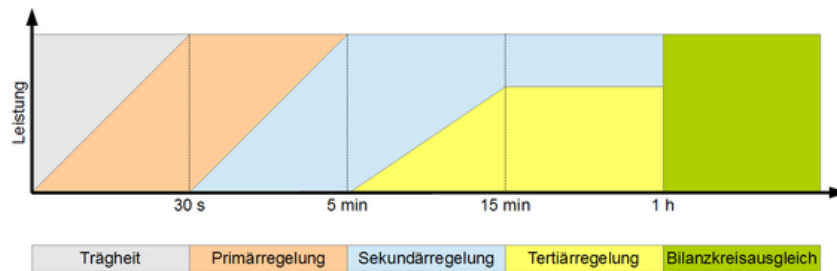 Leistung
30 s 5 min 15 min 1 h
Trägheit Primärregelung Sekundärregelung Tertiärregelung Bilanzkreisausgleich